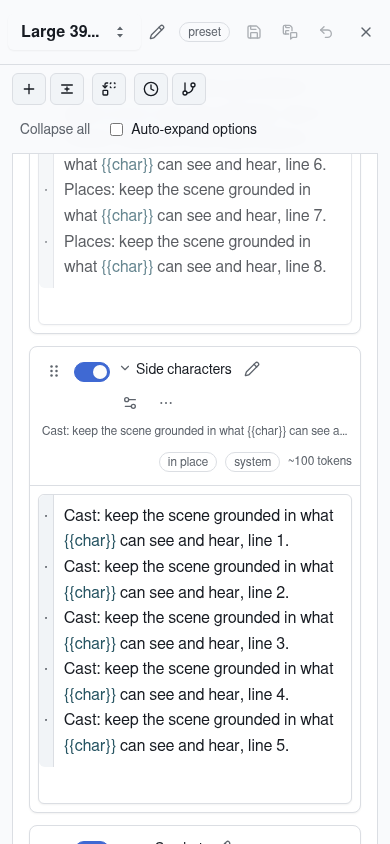 Large 39...
preset
Collapse all
Auto-expand options
what {{char}} can see and hear, line 6.
Places: keep the scene grounded in
what {{char}} can see and hear, line 7.
Places: keep the scene grounded in
what {{char}} can see and hear, line 8.
Side characters
Cast: keep the scene grounded in what {{char}} can see a...
in place
system
~100 tokens
Cast: keep the scene grounded in what
{{char}} can see and hear, line 1.
Cast: keep the scene grounded in what
{{char}} can see and hear, line 2.
Cast: keep the scene grounded in what
{{char}} can see and hear, line 3.
Cast: keep the scene grounded in what
{{char}} can see and hear, line 4.
Cast: keep the scene grounded in what
{{char}} can see and hear, line 5.